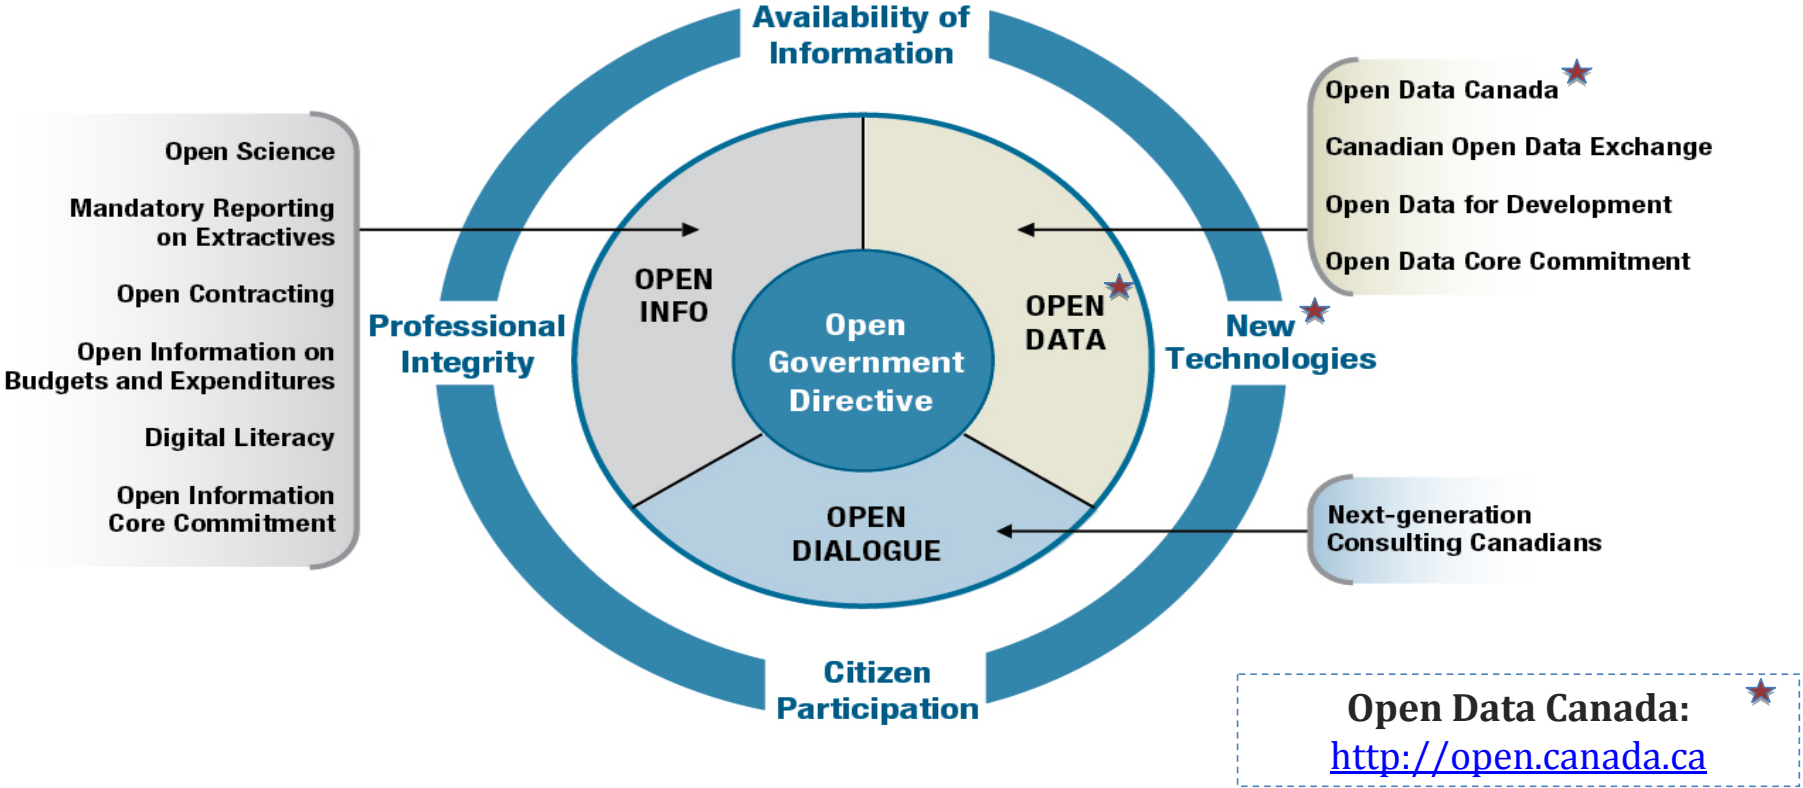 Availability of
Information
Open Science
Mandatory Reporting
on Extractives
Open Contracting
Open Information on
Budgets and Expenditures
Digital Literacy
Open Information
Core Commitment
Professional
Integrity
OPEN
INFO
Open
Government
Directive
OPEN
DATA
OPEN
DIALOGUE
New
Technologies
Citizen
Participation
Open Data Canada
Canadian Open Data Exchange
Open Data for Development
Open Data Core Commitment
Next-generation
Consulting Canadians
Open Data Canada:
http://open.canada.ca